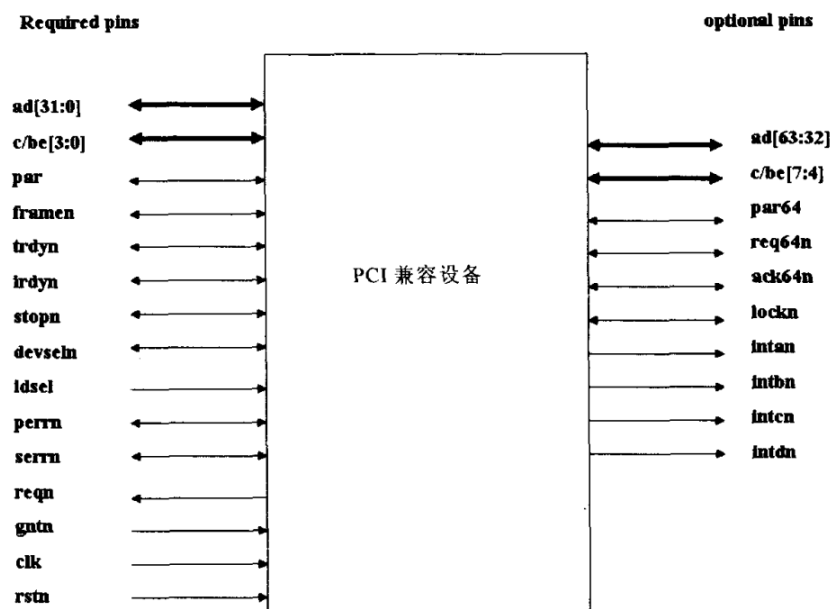 Required pins
optional pins
ad[31:0]
c/be[3:0]
par
framen
trdyn
irdyn
stopn
devseln
idsel
perrn
serrn
reqn
gntn
clk
rstn
PCI 兼容设备
ad[63:32]
c/be[7:4]
par64
req64n
ack64n
lockn
intan
intbn
intcn
intdn